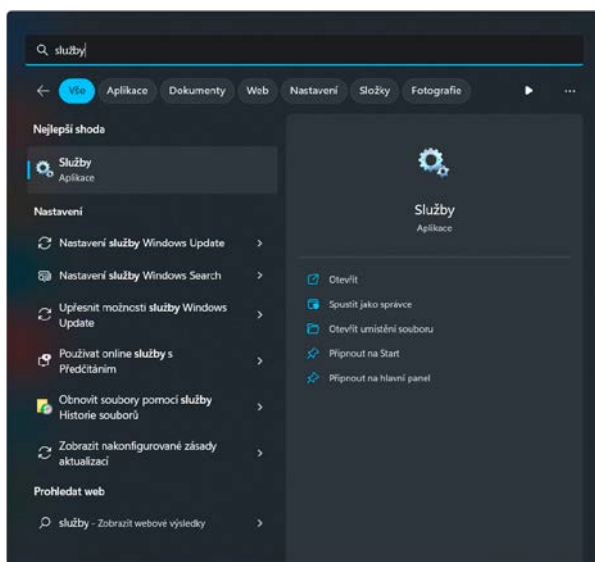 služby
Vše Aplikace Dokumenty Web Nastavení Složky Fotografie ...
Nejlepší shoda
Služby
Aplikace
Nastavení
Nastavení služby Windows Update
Nastavení služby Windows Search
Upřesnit možnosti služby Windows
Update
Používat online služby s
Předčítáním
Obnovit soubory pomocí služby
Historie souborů
Zobrazit nakonfigurované zásady
aktualizací
Prohledat web
služby - Zobrazit webové výsledky
Služby
Aplikace
Otevřít
Spustit jako správce
Otevřít umístění souboru
Připnout na Start
Připnout na hlavní panel